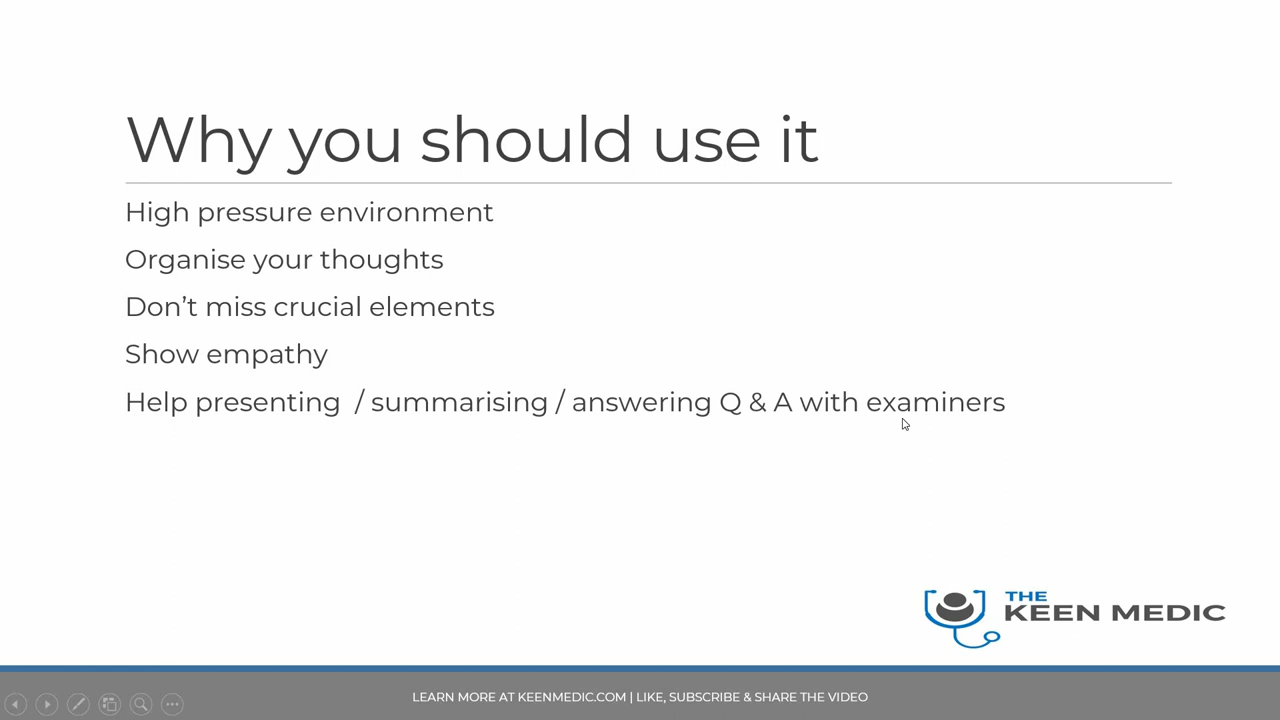 Why you should use it
High pressure environment
Organise your thoughts
Don’t miss crucial elements
Show empathy
Help presenting  / summarising / answering Q & A with examiners
THE
KEEN MEDIC
LEARN MORE AT KEENMEDIC.COM | LIKE, SUBSCRIBE & SHARE THE VIDEO